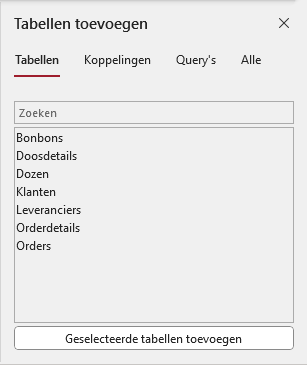 Tabellen toevoegen
Tabellen Koppelingen Query's Alle
Zoeken
Bonbons
Doosdetails
Dozen
Klanten
Leveranciers
Orderdetails
Orders
Geselecteerde tabellen toevoegen